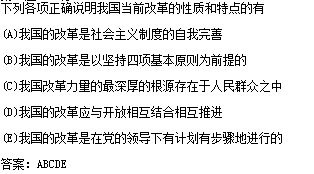 下列各项正确说明我国当前改革的性质和特点的有
(A)我国的改革是社会主义制度的自我完善
(B)我国的改革是以坚持四项基本原则为前提的
(C)我国改革力量的最深厚的根源存在于人民群众之中
(D)我国的改革应与开放相互结合相互推进
(E)我国的改革是在党的领导下有计划有步骤地进行的
答案：ABCDE